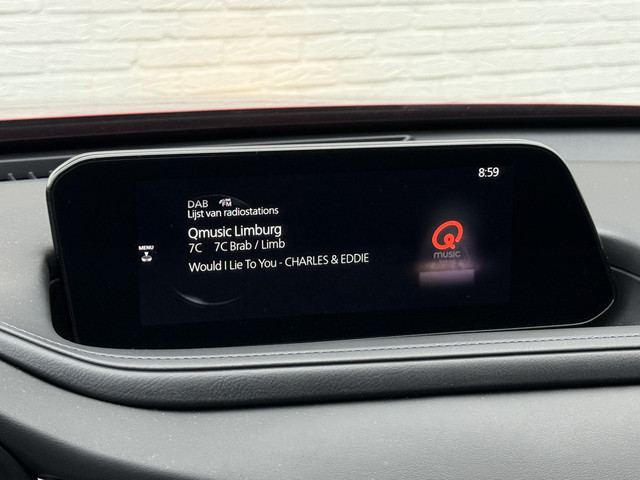 8:59
DAB FM
Lijst van radiostations
Qmusic Limburg
7C 7C Brab / Limb
Would I Lie To You - CHARLES & EDDIE
MENU
Q
music